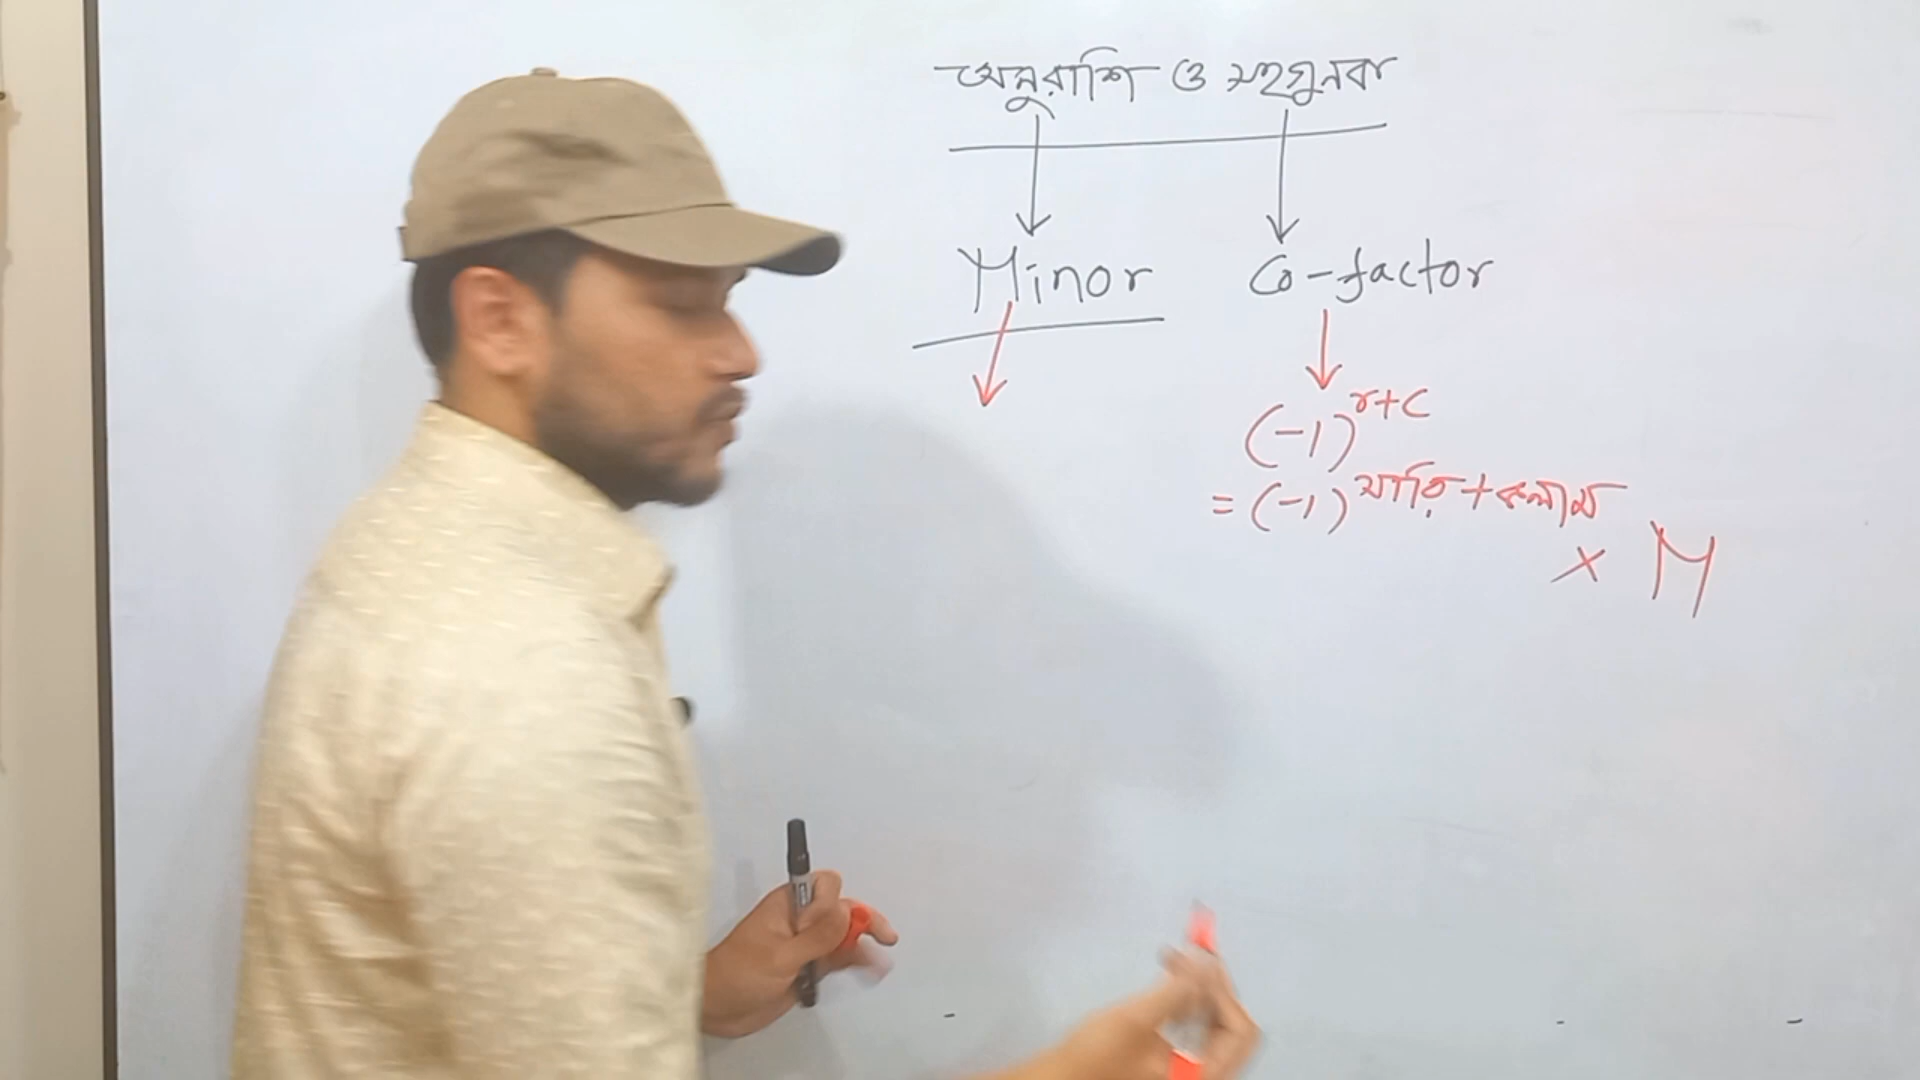 অনুরাশি ও সহগুনক
Minor
Co-factor
(-1)^{r+c}
= (-1)^{সারি + কলাম}
× M